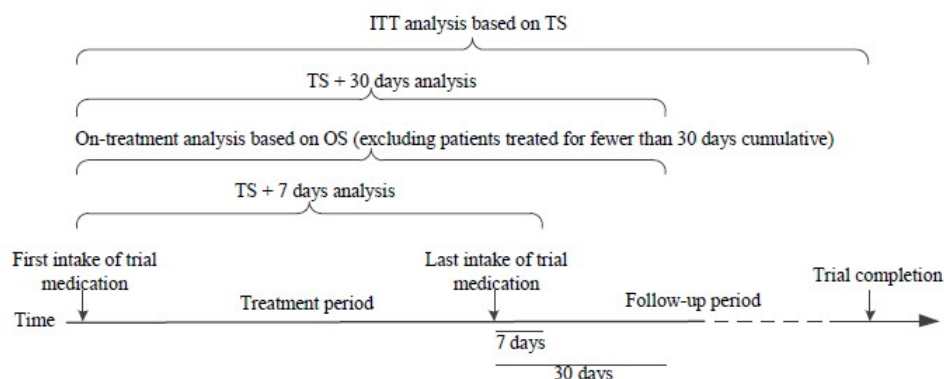 ITT analysis based on TS
TS + 30 days analysis
On-treatment analysis based on OS (excluding patients treated for fewer than 30 days cumulative)
TS + 7 days analysis
First intake of trial
medication
Last intake of trial
medication
Trial completion
Treatment period
Follow-up period
Time
7 days
30 days